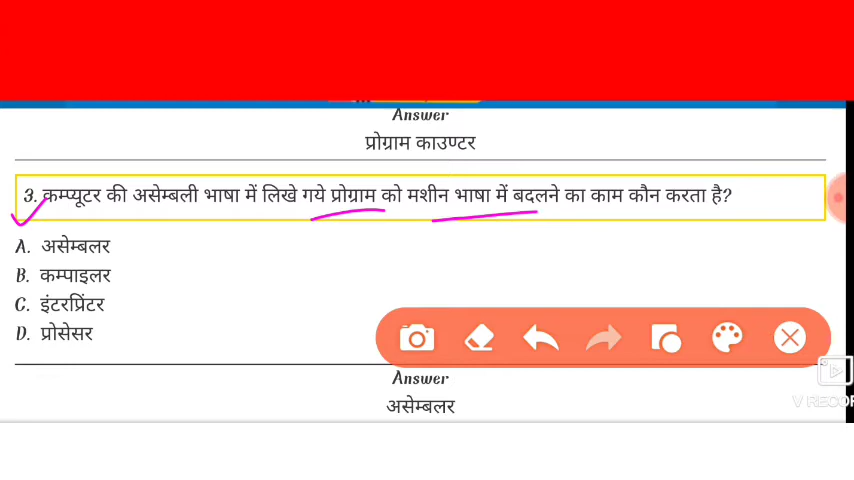 Answer
प्रोग्राम काउण्टर
3. कम्प्यूटर की असेम्बली भाषा में लिखे गये प्रोग्राम को मशीन भाषा में बदलने का काम कौन करता है?
A. असेम्बलर
B. कम्पाइलर
C. इंटरप्रिंटर
D. प्रोसेसर
Answer
असेम्बलर